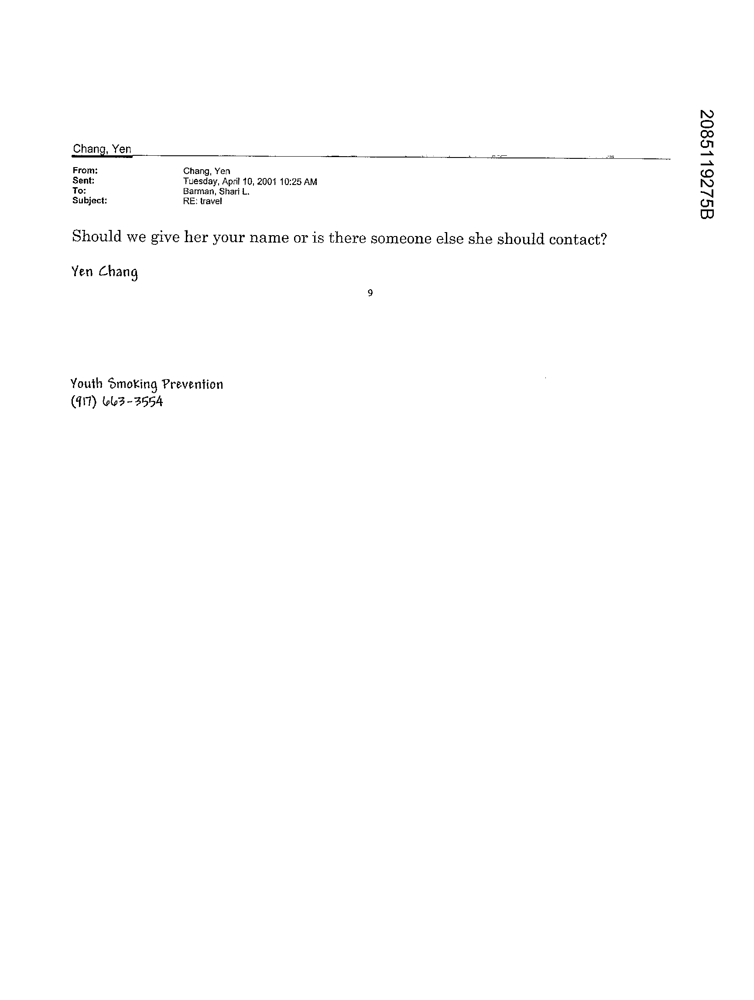 Chang, Yen
From: Chang, Yen
Sent: Tuesday, April 10, 2001 10:25 AM
To: Barman, Shari L.
Subject: RE: travel
Should we give her your name or is there someone else she should contact?
Yen Chang
9
Youth Smoking Prevention
(917) 663-3554
2085119275B